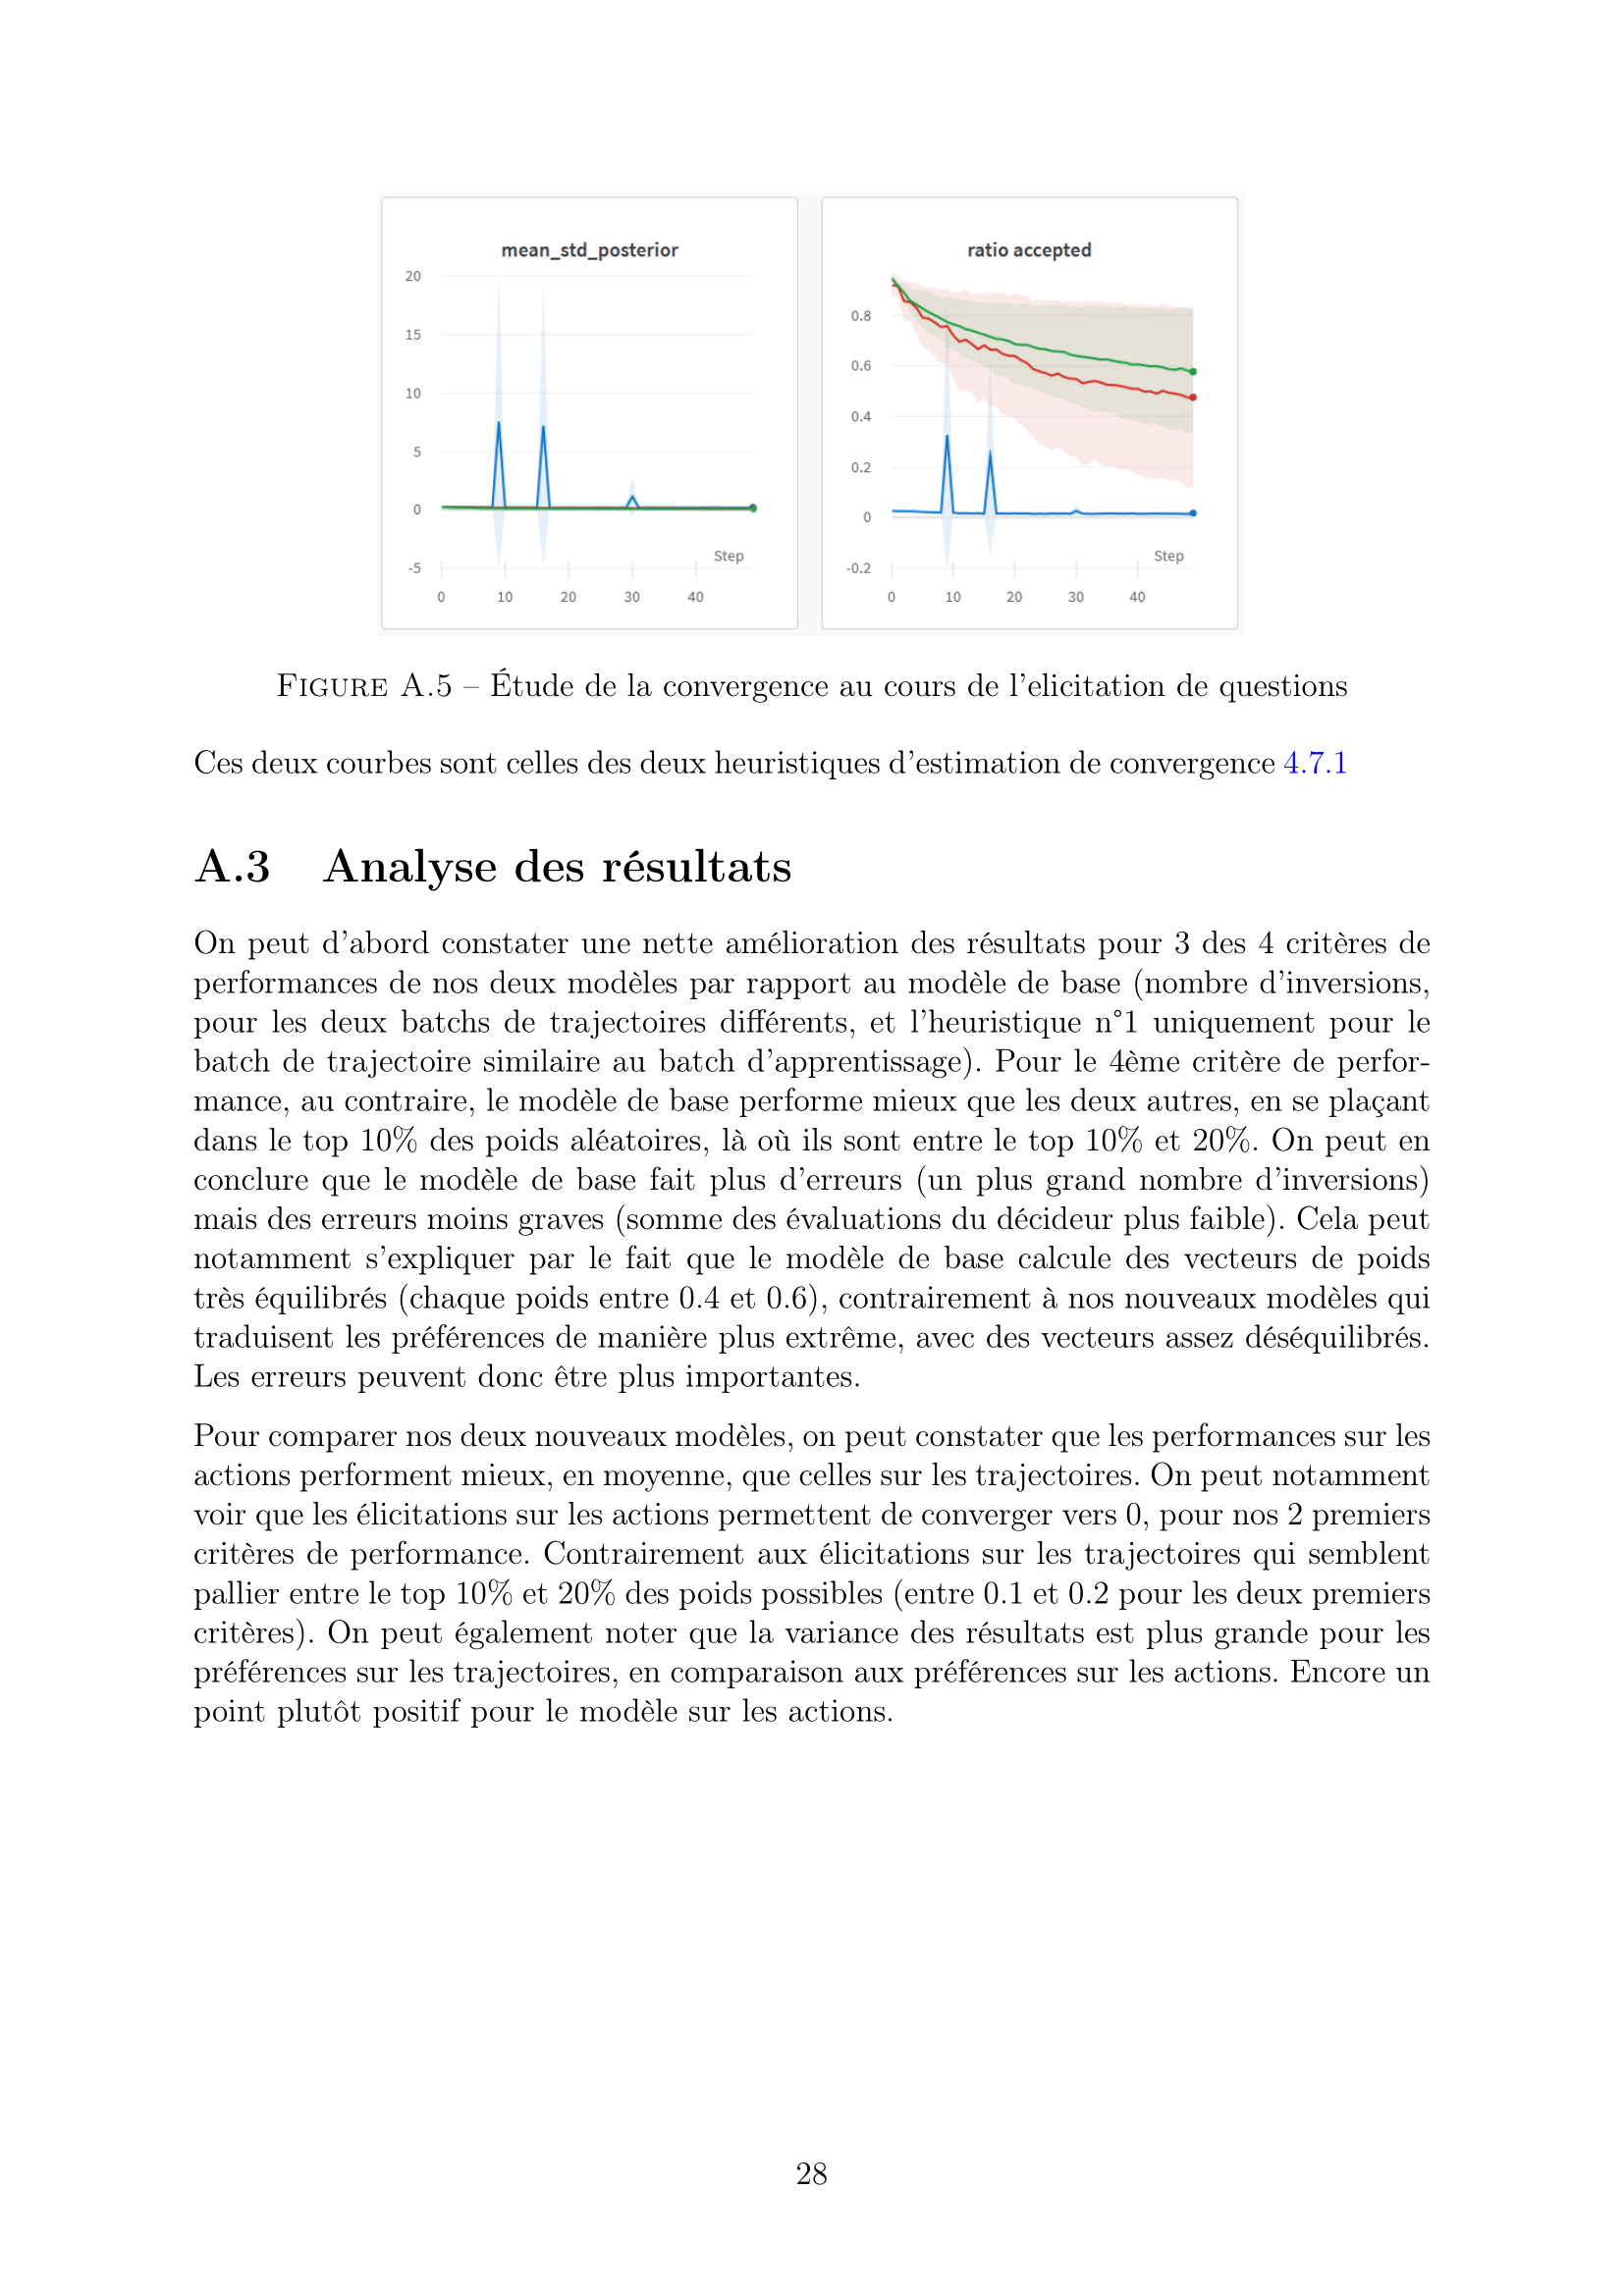 mean_std_posterior
20
15
10
5
0
-5
Step
0 10 20 30 40
ratio accepted
0.8
0.6
0.4
0.2
0
-0.2
Step
0 10 20 30 40
FIGURE A.5 – Étude de la convergence au cours de l'elicitation de questions
Ces deux courbes sont celles des deux heuristiques d'estimation de convergence 4.7.1
A.3 Analyse des résultats
On peut d'abord constater une nette amélioration des résultats pour 3 des 4 critères de
performances de nos deux modèles par rapport au modèle de base (nombre d'inversions,
pour les deux batchs de trajectoires différents, et l'heuristique n°1 uniquement pour le
batch de trajectoire similaire au batch d'apprentissage). Pour le 4ème critère de perfor-
mance, au contraire, le modèle de base performe mieux que les deux autres, en se plaçant
dans le top 10% des poids aléatoires, là où ils sont entre le top 10% et 20%. On peut en
conclure que le modèle de base fait plus d'erreurs (un plus grand nombre d'inversions)
mais des erreurs moins graves (somme des évaluations du décideur plus faible). Cela peut
notamment s'expliquer par le fait que le modèle de base calcule des vecteurs de poids
très équilibrés (chaque poids entre 0.4 et 0.6), contrairement à nos nouveaux modèles qui
traduisent les préférences de manière plus extrême, avec des vecteurs assez déséquilibrés.
Les erreurs peuvent donc être plus importantes.
Pour comparer nos deux nouveaux modèles, on peut constater que les performances sur les
actions performent mieux, en moyenne, que celles sur les trajectoires. On peut notamment
voir que les élicitations sur les actions permettent de converger vers 0, pour nos 2 premiers
critères de performance. Contrairement aux élicitations sur les trajectoires qui semblent
pallier entre le top 10% et 20% des poids possibles (entre 0.1 et 0.2 pour les deux premiers
critères). On peut également noter que la variance des résultats est plus grande pour les
préférences sur les trajectoires, en comparaison aux préférences sur les actions. Encore un
point plutôt positif pour le modèle sur les actions.
28